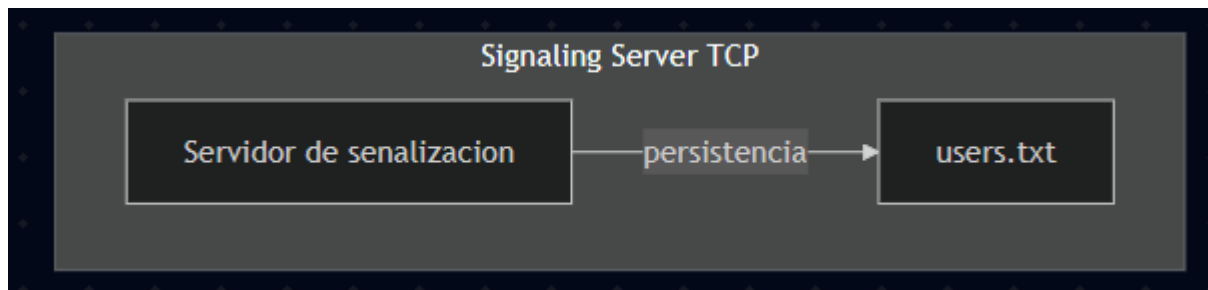 Signaling Server TCP
Servidor de senalizacion
persistencia
users.txt